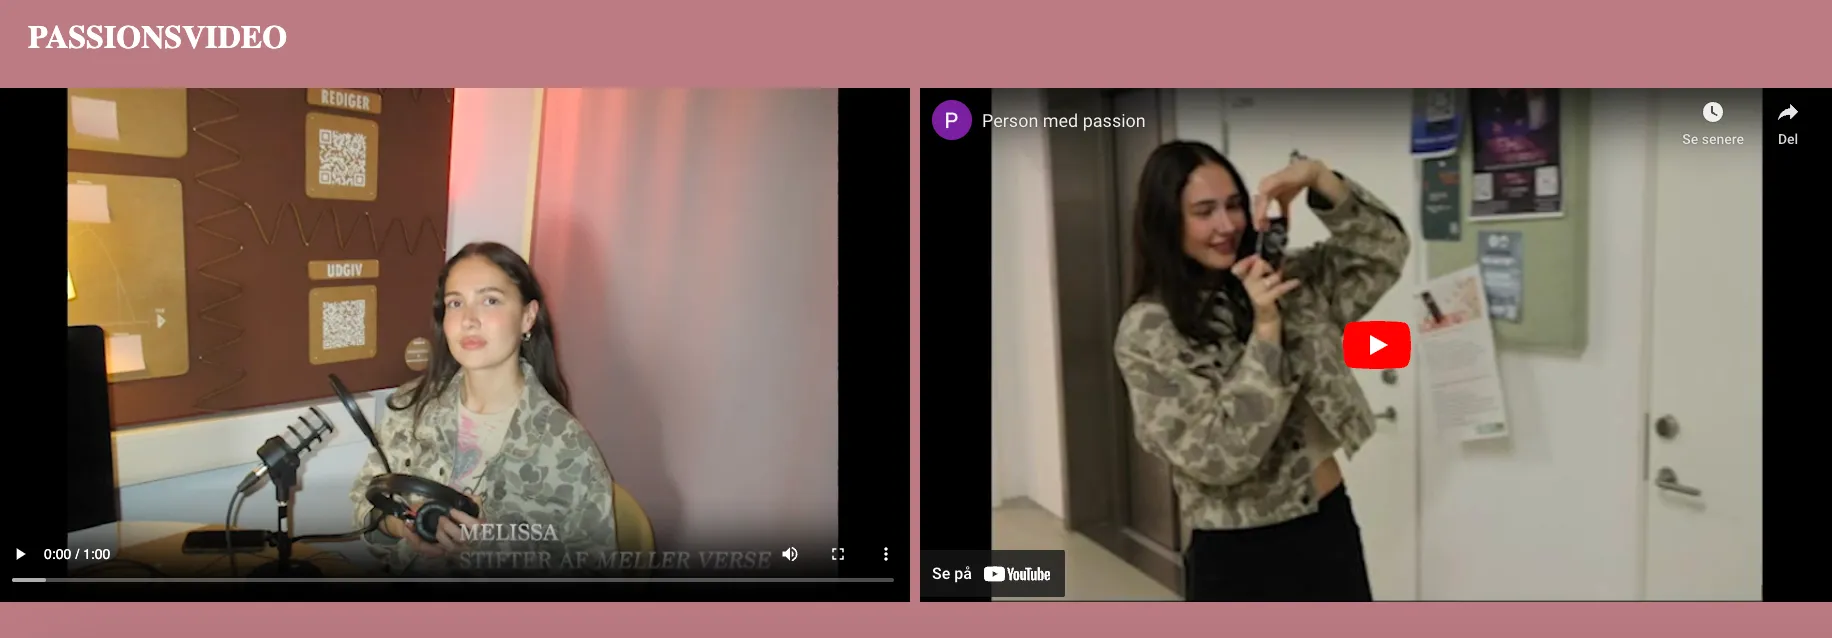 PASSIONSVIDEO
REDIGER
UDGIV
MELISSA
STIFTER AF MELLER VERSE
0:00 / 1:00
P
Person med passion
Se senere
Del
Se på YouTube